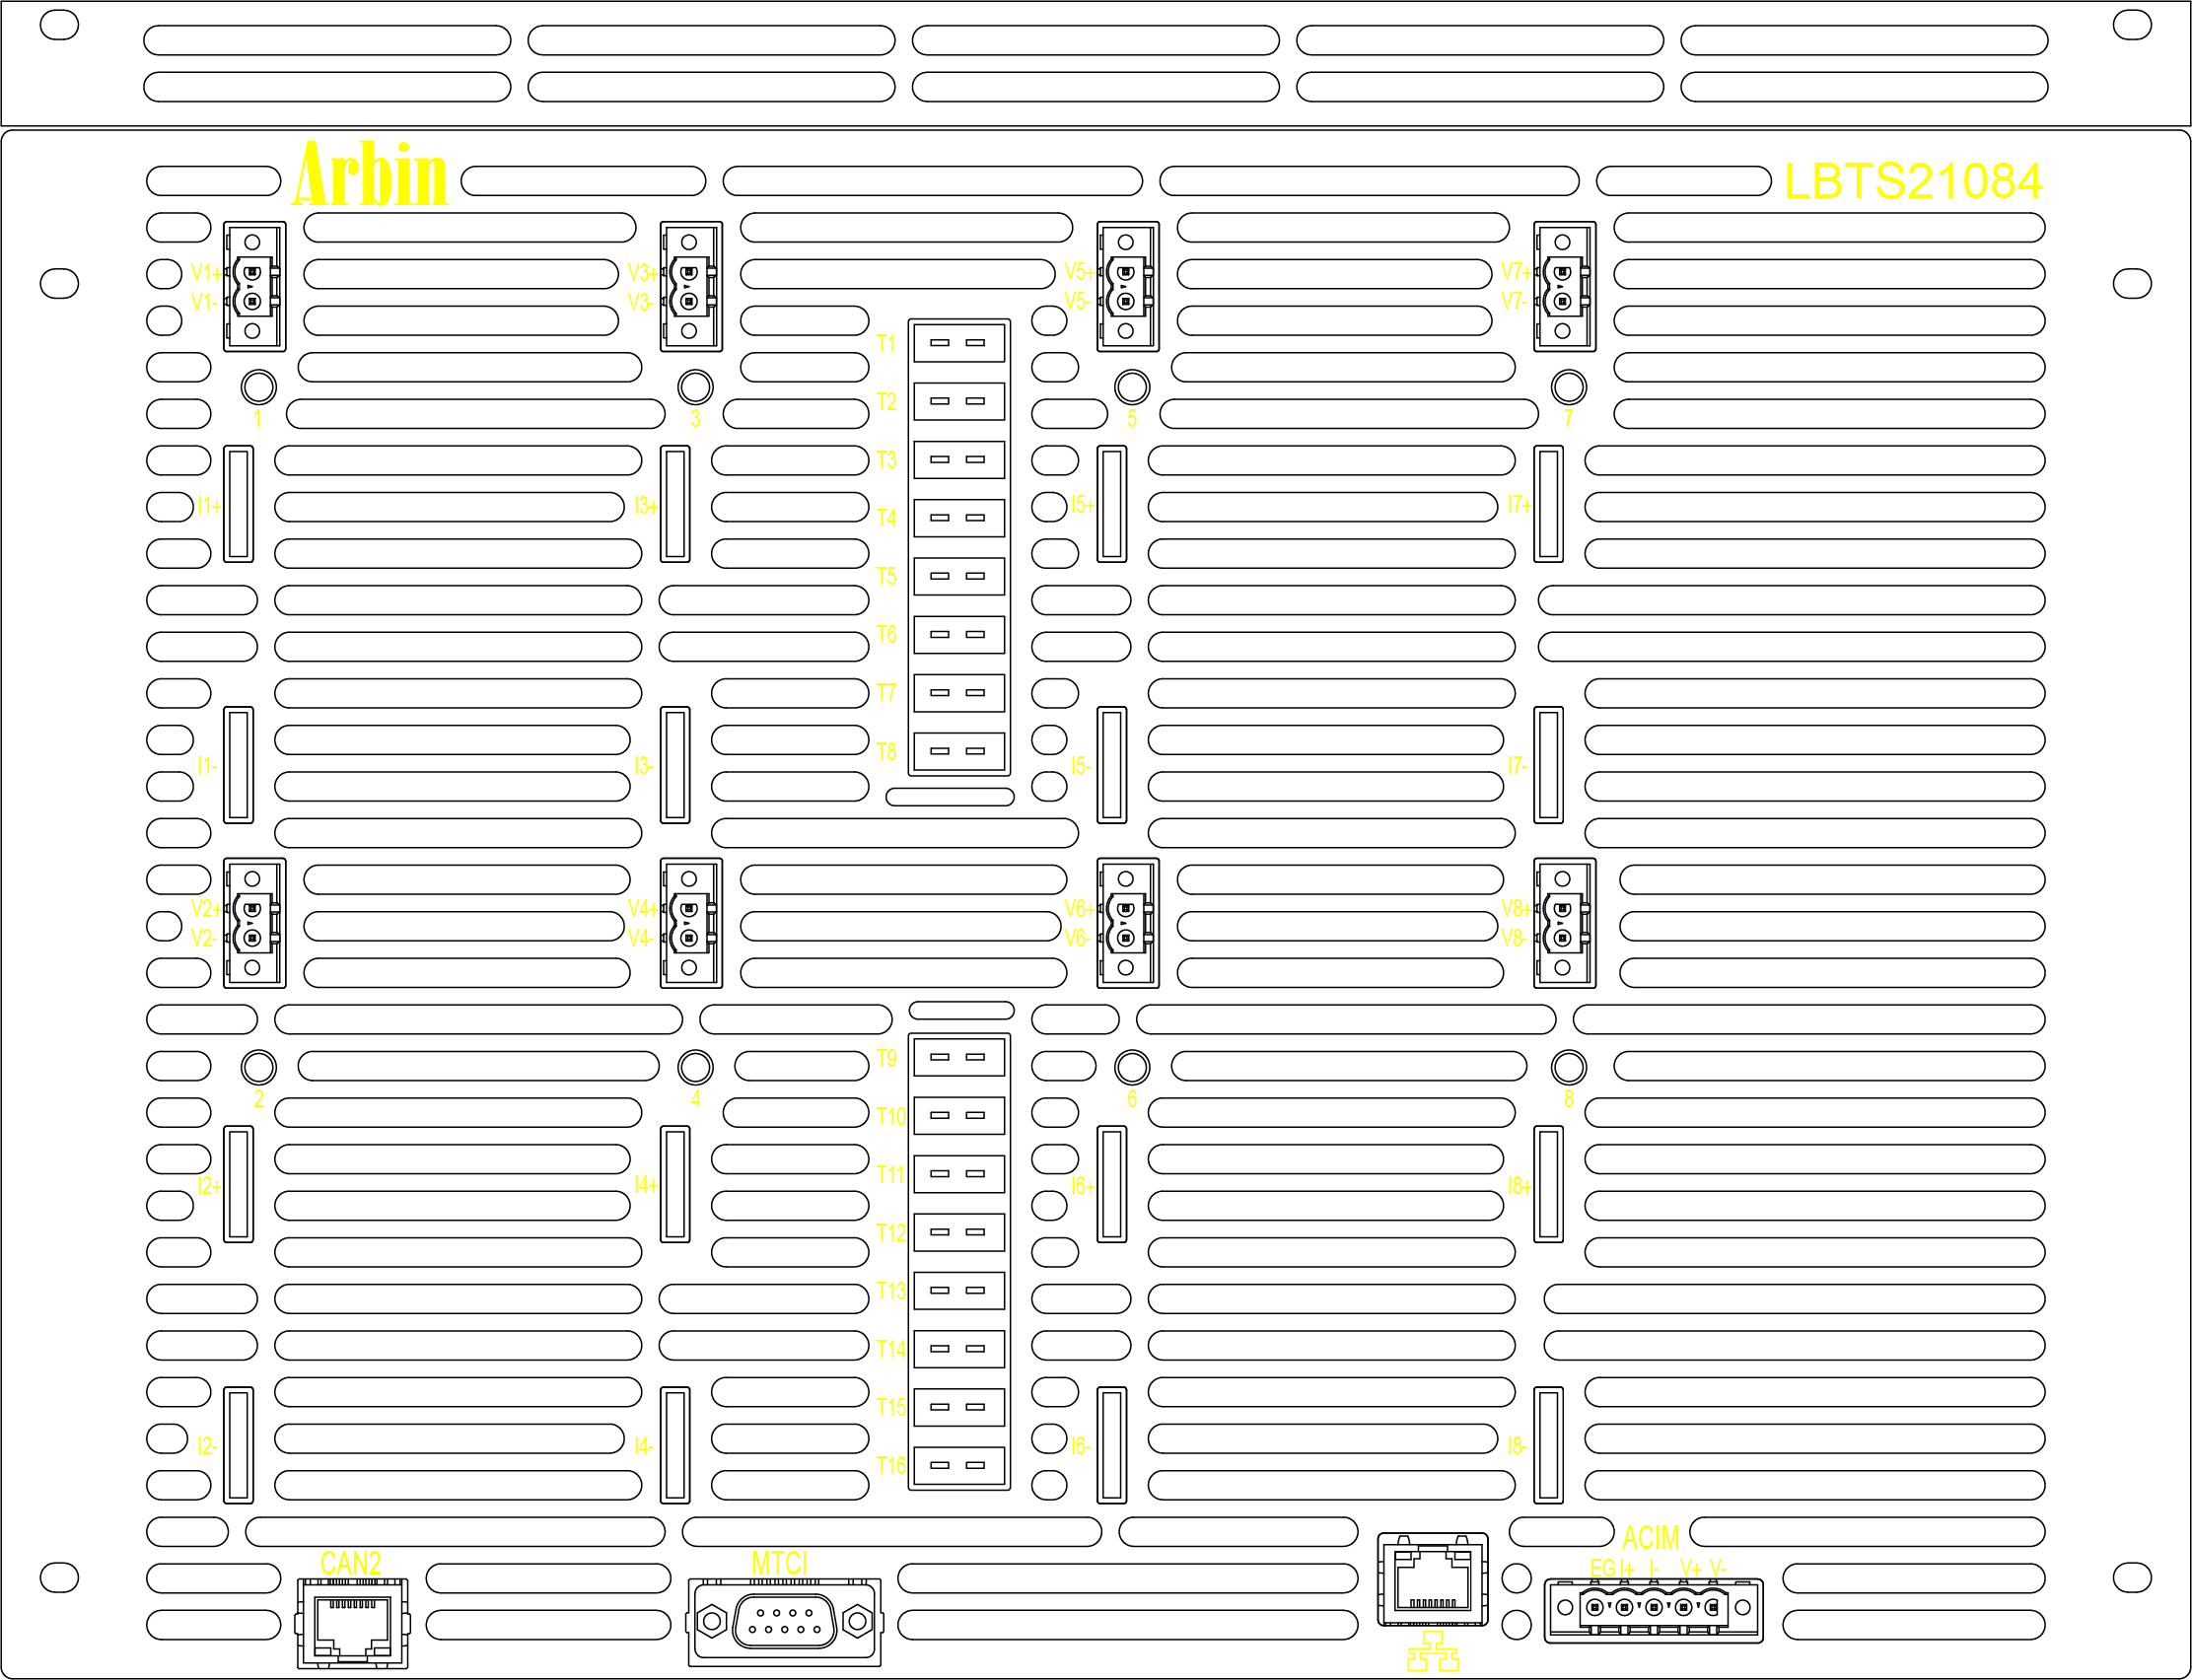 Arbin LBTS21084
V1+ V3+ V5+ V7+
V1- V3- V5- V7-
T1
T2
1 3 5 7
T3
I1+ I3+ I5+ I7+
T4
T5
T6
T7
T8
I1- I3- I5- I7-
V2+ V4+ V6+ V8+
V2- V4- V6- V8-
T9
2 4 6 8
T10
T11
I2+ I4+ I6+ I8+
T12
T13
T14
T15
I2- I4- I6- I8-
T16
ACIM
CAN2 MTCI
EG I+ I- V+ V-